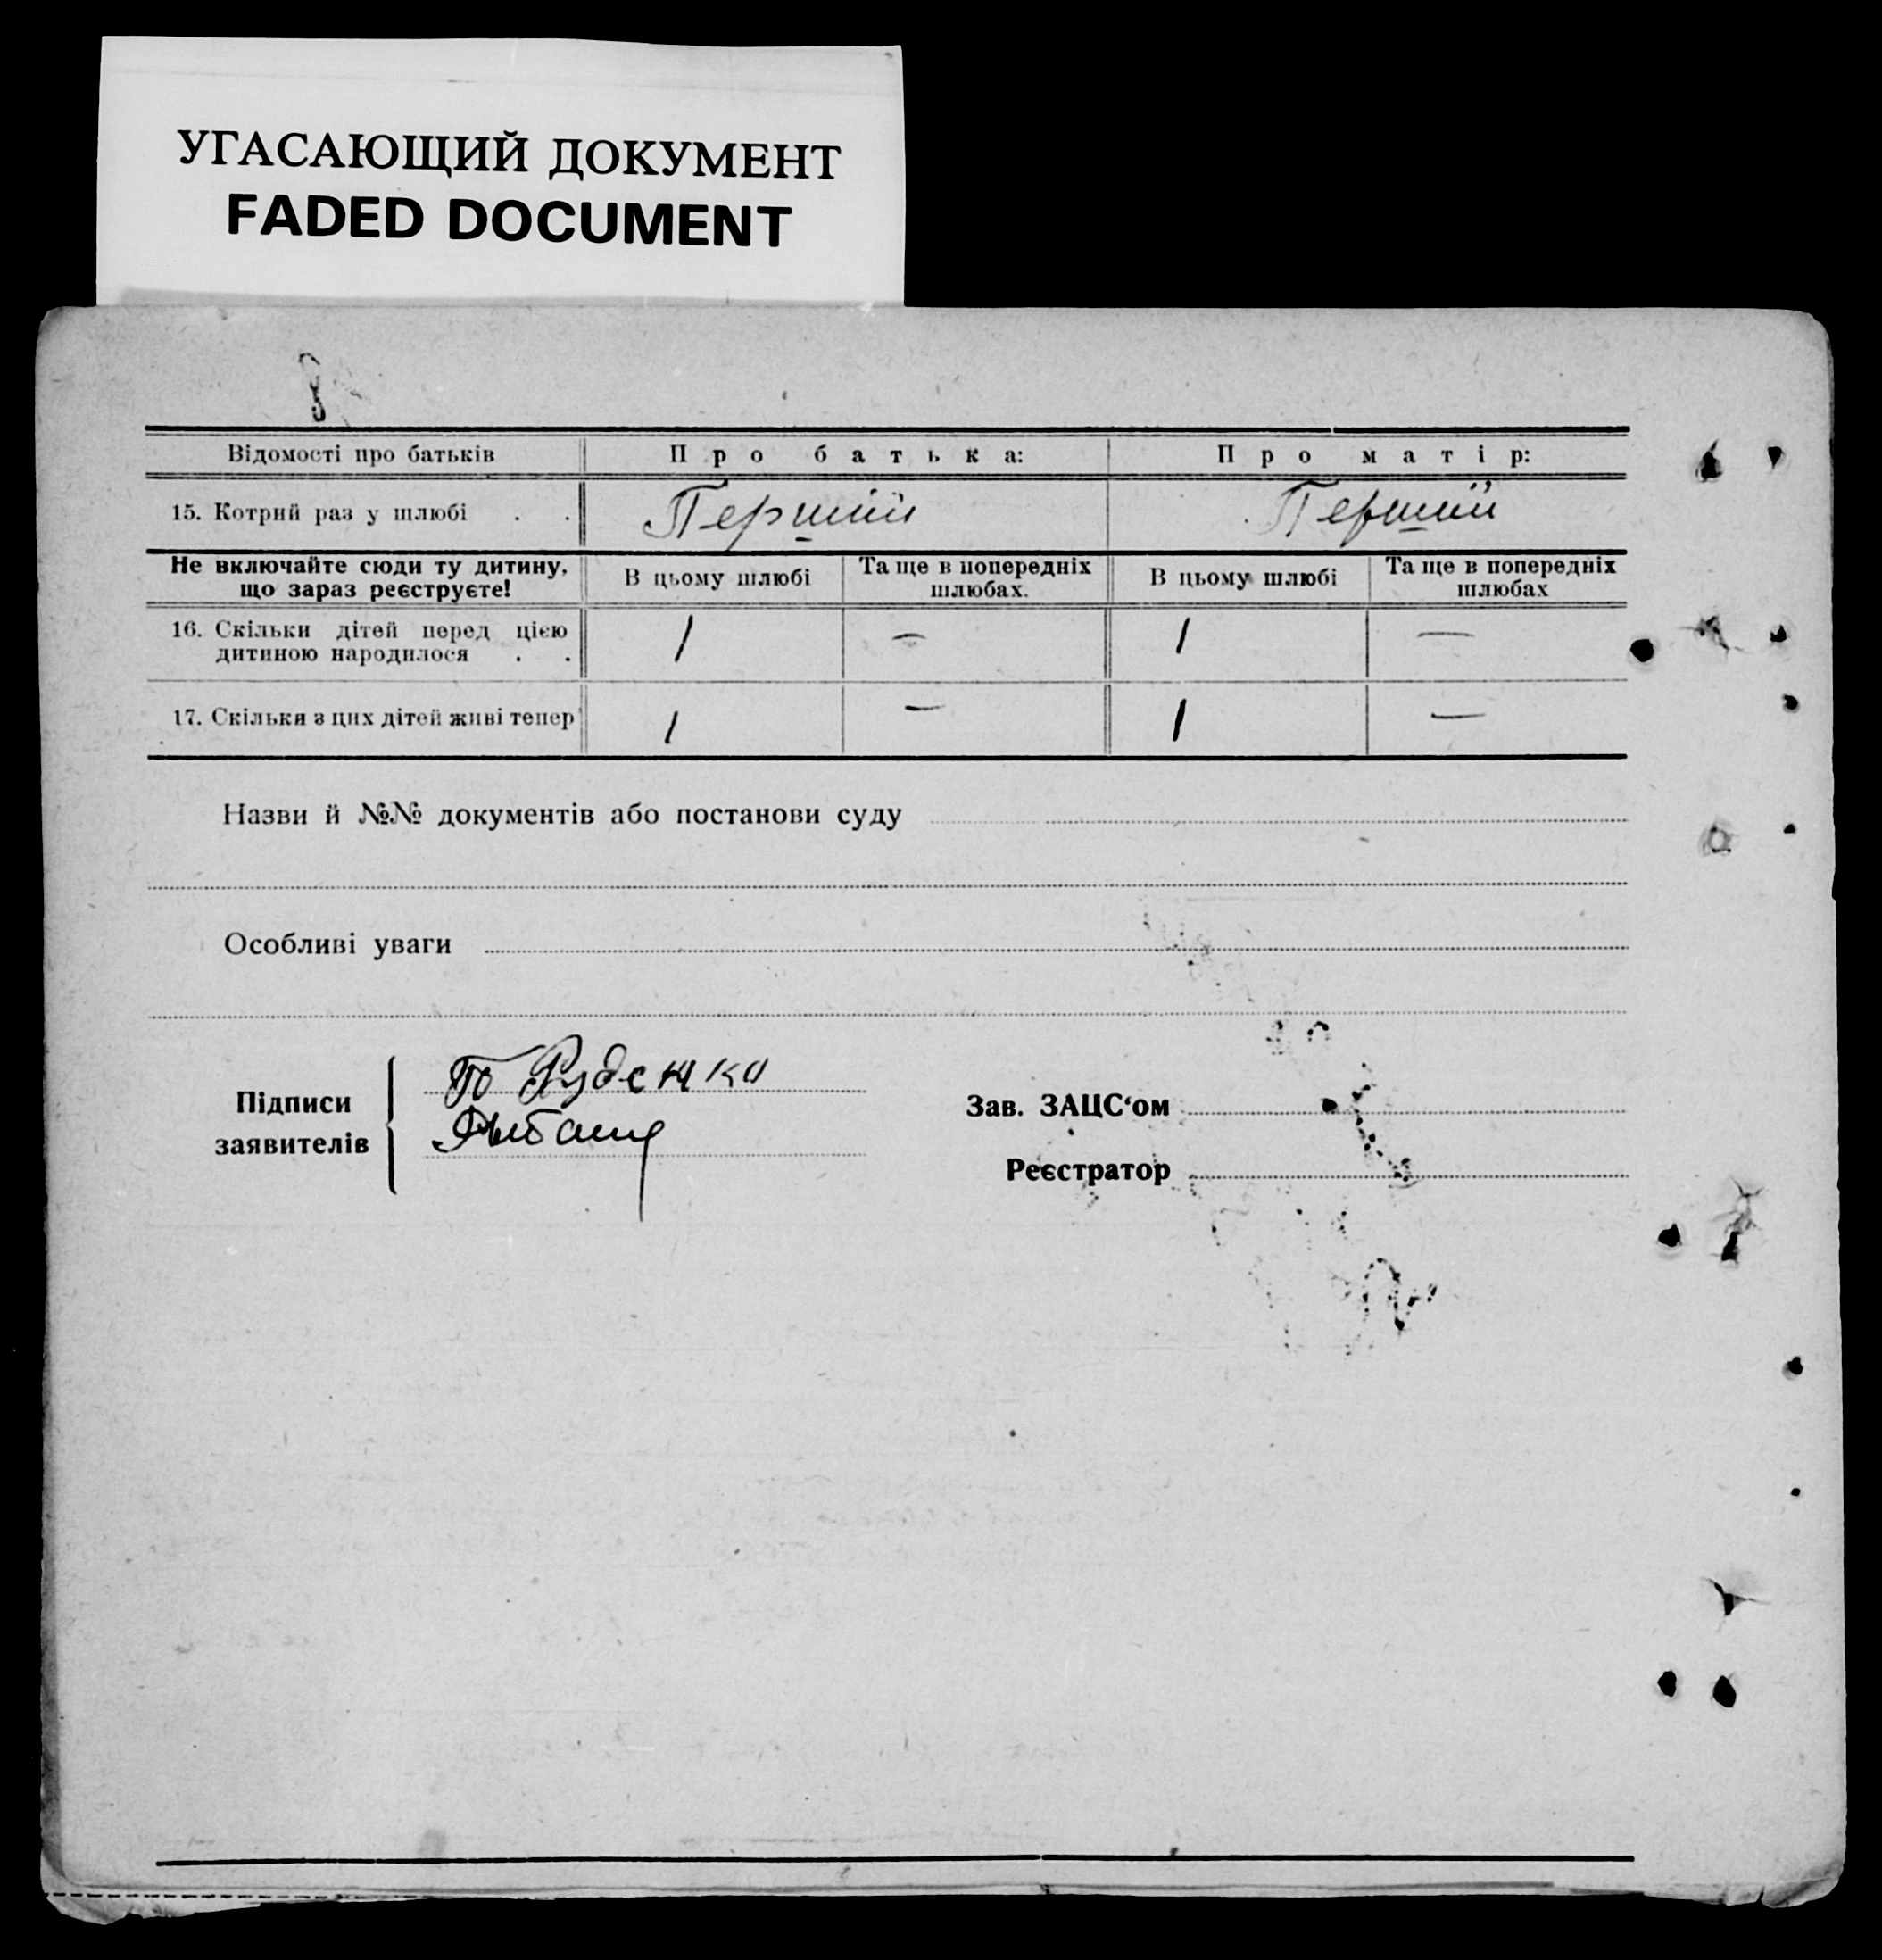 УГАСАЮЩИЙ ДОКУМЕНТ
FADED DOCUMENT
Відомості про батьків Про батька: Про матір:
15. Котрий раз у шлюбі . . Перший Перший
Не включайте сюди ту дитину, що зараз реєструєте! В цьому шлюбі Та ще в попередніх шлюбах. В цьому шлюбі Та ще в попередніх шлюбах
16. Скільки дітей перед цією дитиною народилося . . 1 — 1 —
17. Скільки з цих дітей живі тепер 1 — 1 —
Назви й №№ документів або постанови суду
Особливі уваги
Підписи заявителів
Руденко
Зав. ЗАЦС‘ом
Реєстратор